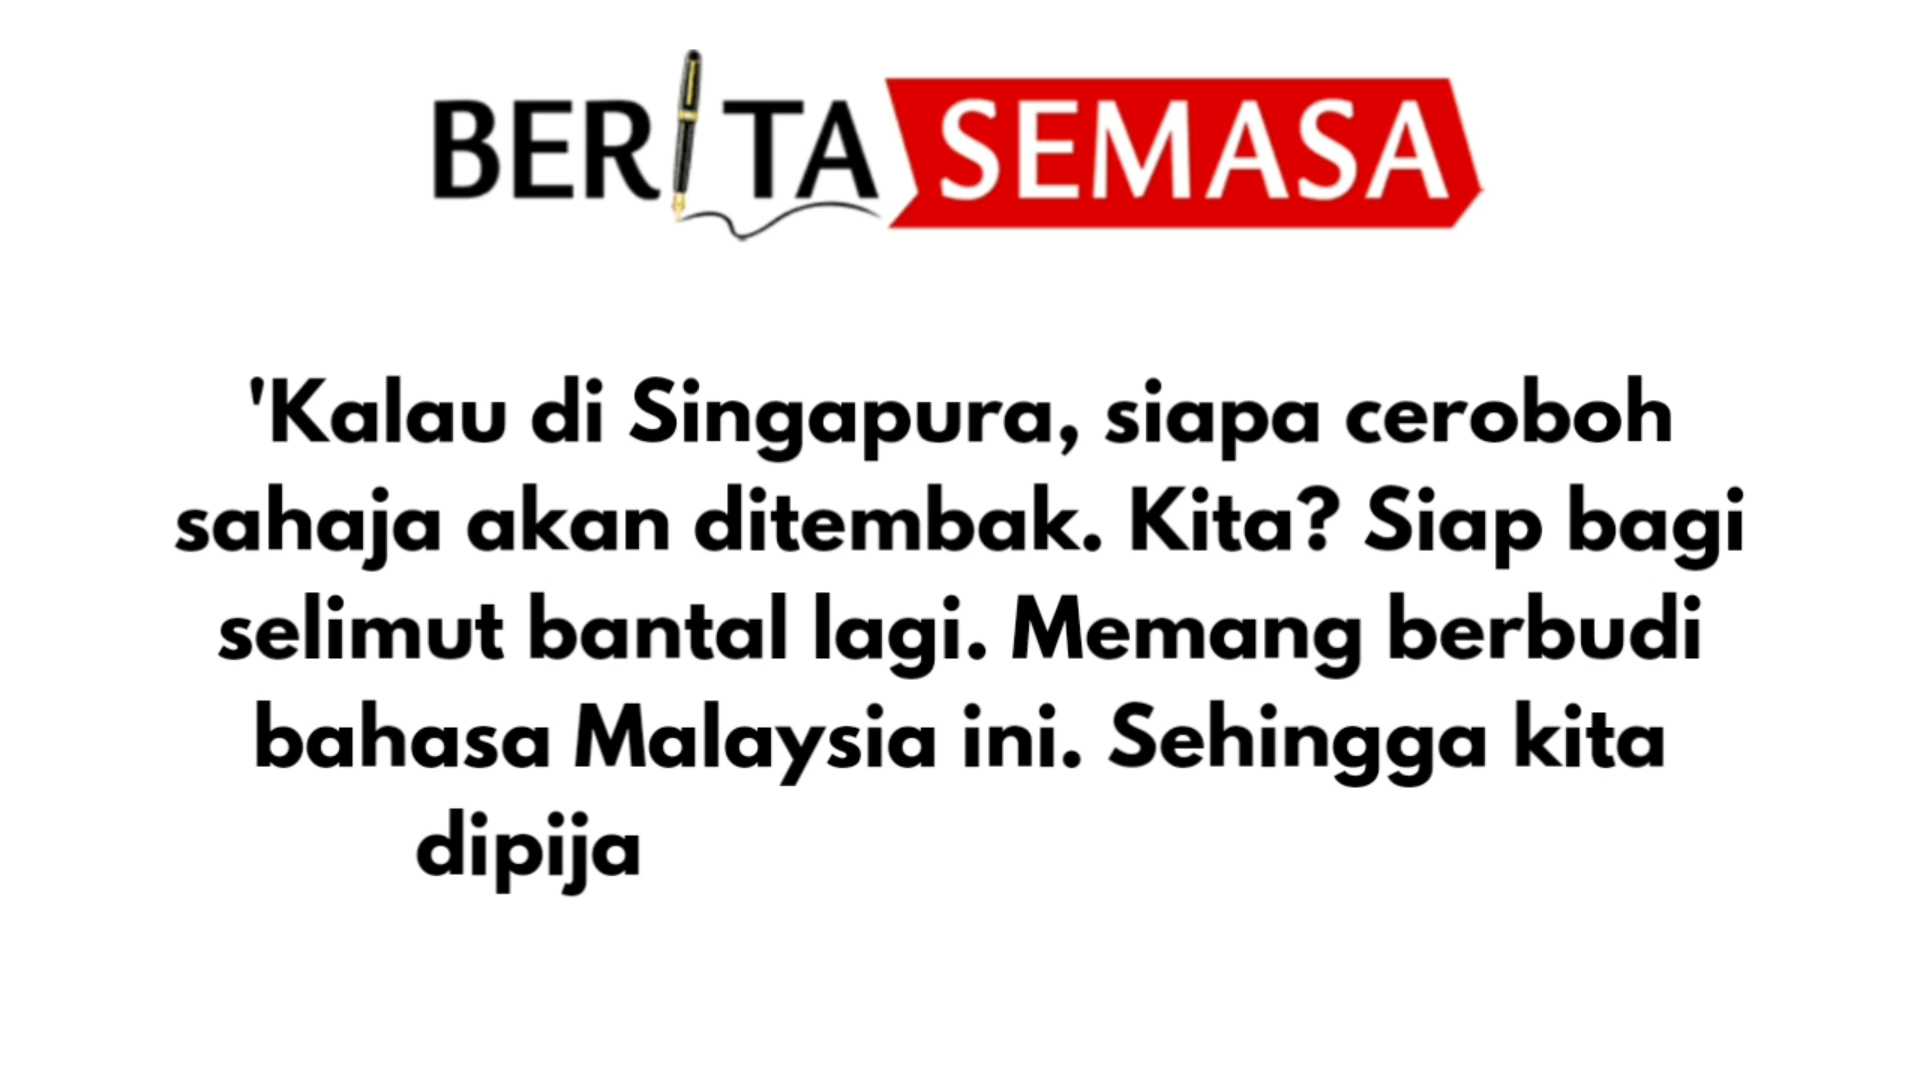 BERITA SEMASA
'Kalau di Singapura, siapa ceroboh
sahaja akan ditembak. Kita? Siap bagi
selimut bantal lagi. Memang berbudi
bahasa Malaysia ini. Sehingga kita
dipija